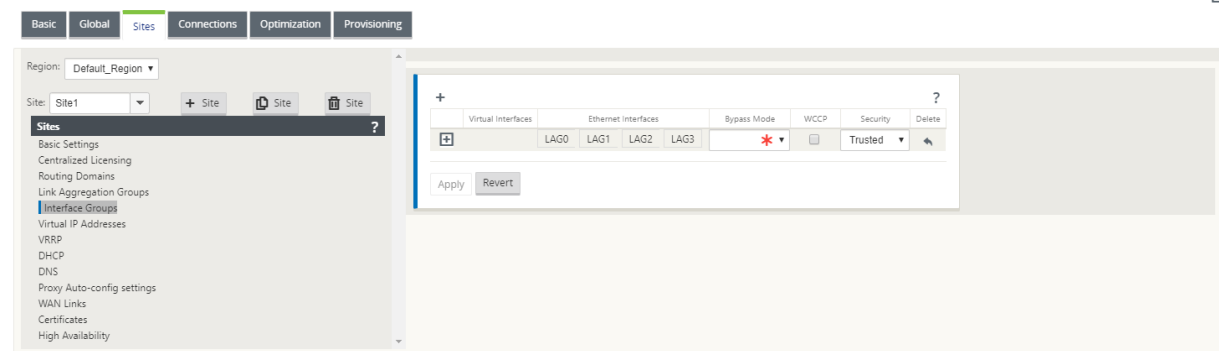 Basic Global Sites Connections Optimization Provisioning
Region: Default_Region
Site: Site1 + Site Site Site
Sites ?
Basic Settings
Centralized Licensing
Routing Domains
Link Aggregation Groups
Interface Groups
Virtual IP Addresses
VRRP
DHCP
DNS
Proxy Auto-config settings
WAN Links
Certificates
High Availability
+ ?
Virtual Interfaces Ethernet Interfaces Bypass Mode WCCP Security Delete
+ LAG0 LAG1 LAG2 LAG3 Trusted
Apply Revert